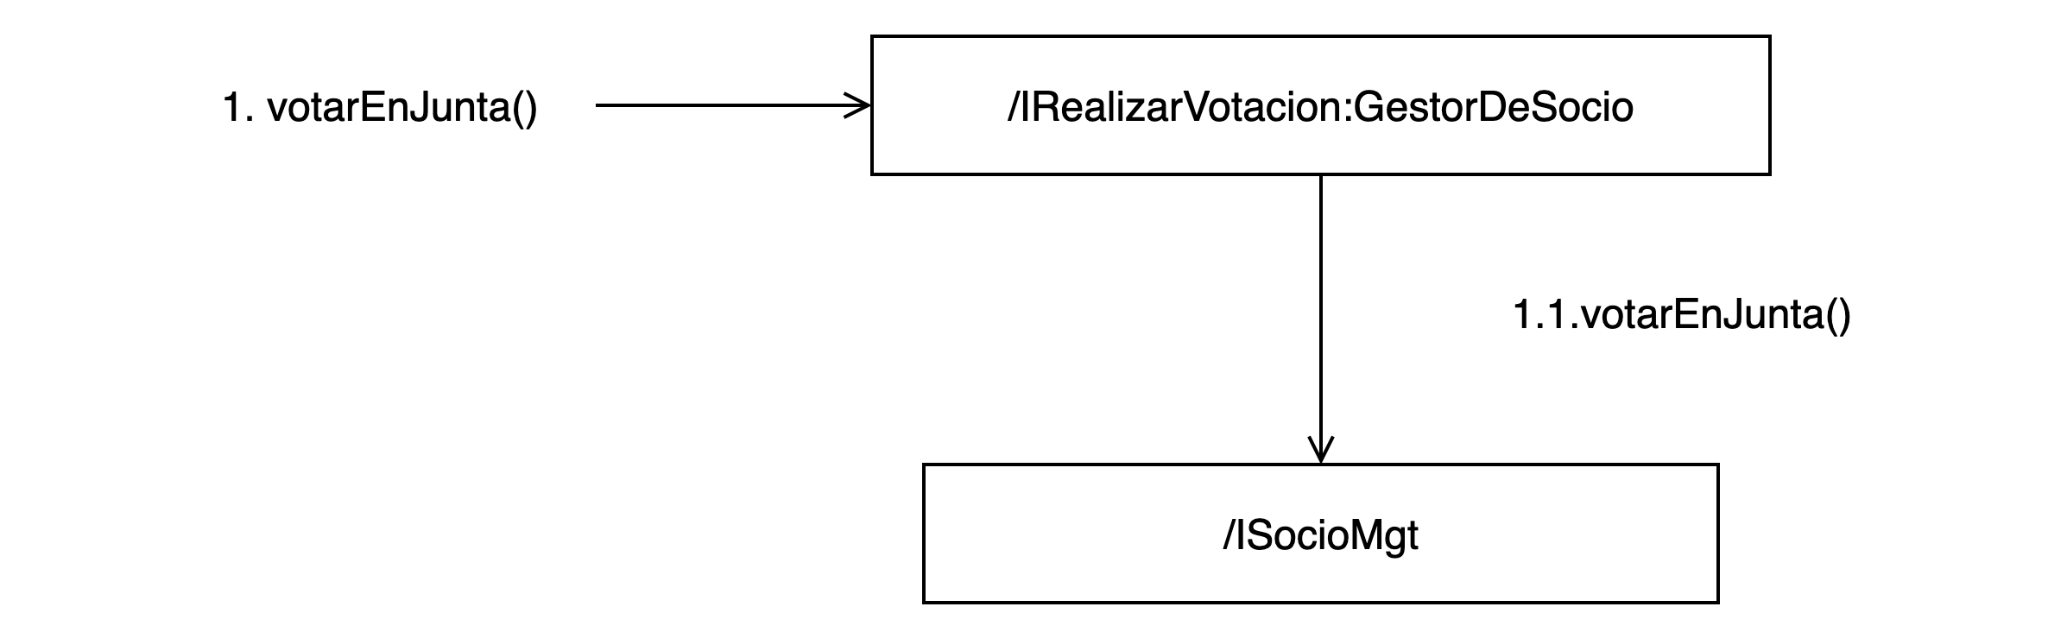 1. votarEnJunta()
/IRealizarVotacion:GestorDeSocio
1.1.votarEnJunta()
/ISocioMgt